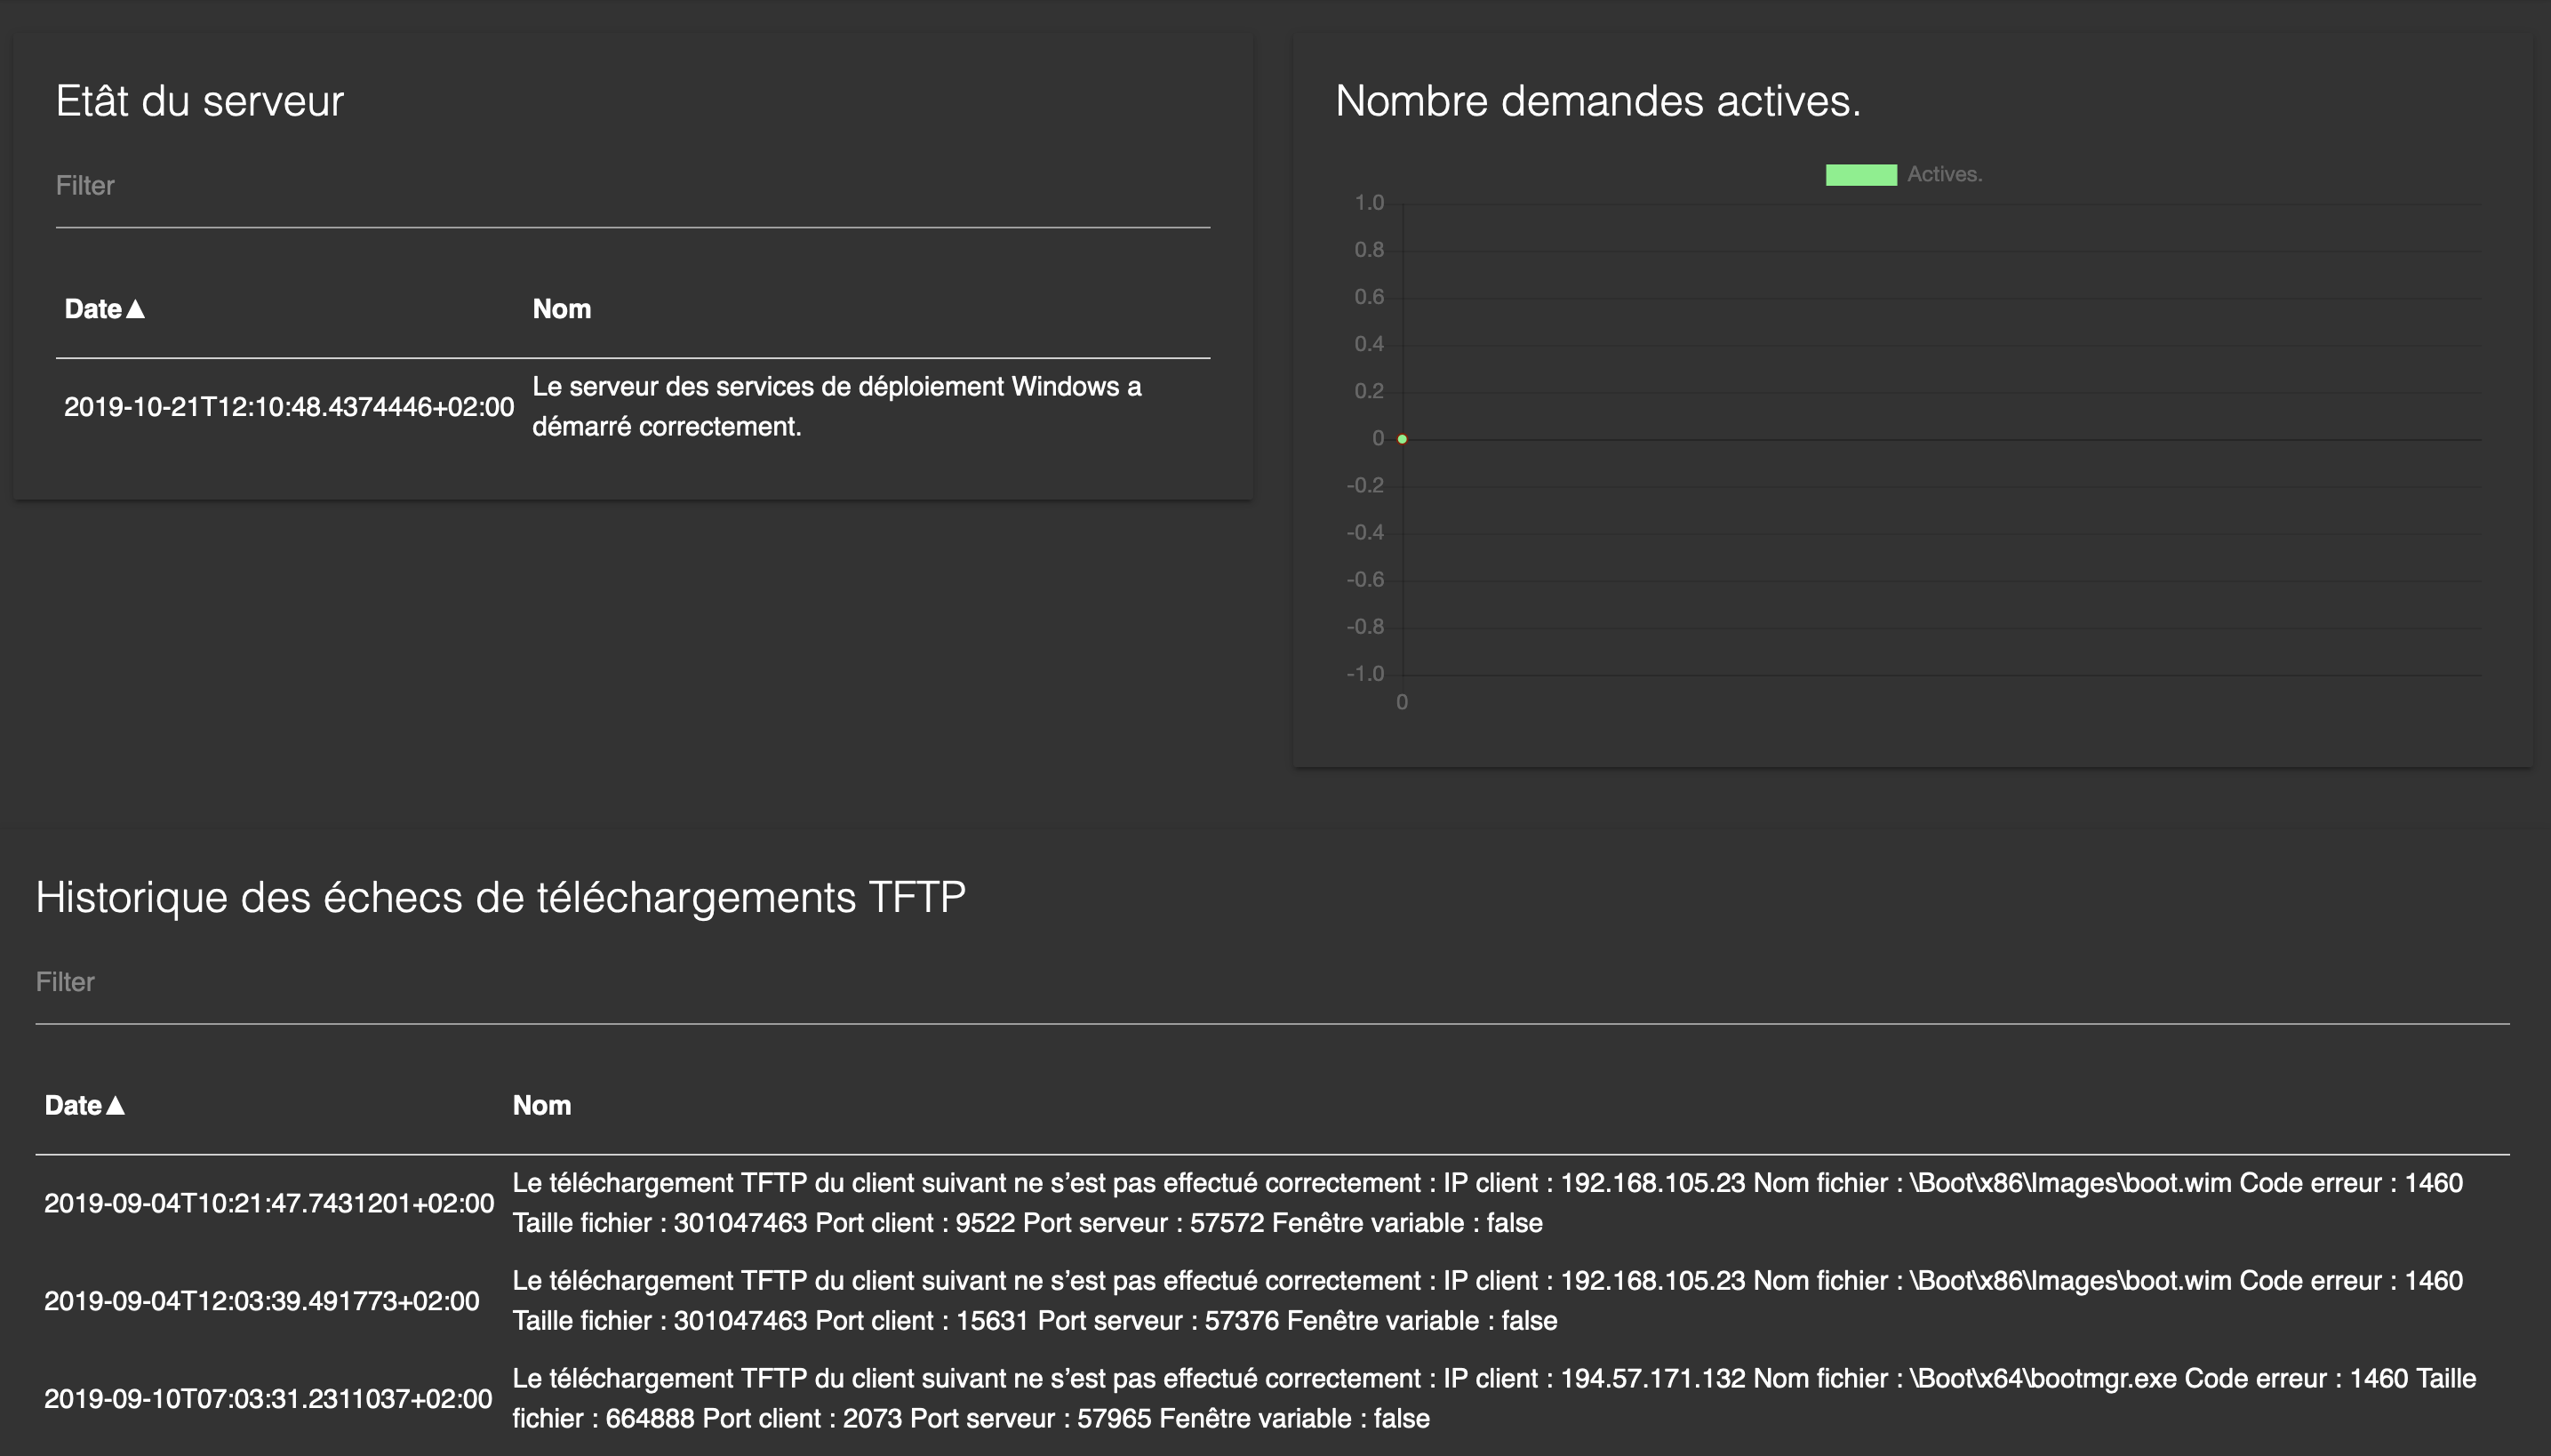 Etât du serveur
Filter
Date▲ Nom
2019-10-21T12:10:48.4374446+02:00 Le serveur des services de déploiement Windows a
démarré correctement.
Nombre demandes actives.
Actives.
1.0
0.8
0.6
0.4
0.2
0
-0.2
-0.4
-0.6
-0.8
-1.0
0
Historique des échecs de téléchargements TFTP
Filter
Date▲ Nom
2019-09-04T10:21:47.7431201+02:00 Le téléchargement TFTP du client suivant ne s’est pas effectué correctement : IP client : 192.168.105.23 Nom fichier : \Boot\x86\Images\boot.wim Code erreur : 1460
Taille fichier : 301047463 Port client : 9522 Port serveur : 57572 Fenêtre variable : false
2019-09-04T12:03:39.491773+02:00 Le téléchargement TFTP du client suivant ne s’est pas effectué correctement : IP client : 192.168.105.23 Nom fichier : \Boot\x86\Images\boot.wim Code erreur : 1460
Taille fichier : 301047463 Port client : 15631 Port serveur : 57376 Fenêtre variable : false
2019-09-10T07:03:31.2311037+02:00 Le téléchargement TFTP du client suivant ne s’est pas effectué correctement : IP client : 194.57.171.132 Nom fichier : \Boot\x64\bootmgr.exe Code erreur : 1460 Taille
fichier : 664888 Port client : 2073 Port serveur : 57965 Fenêtre variable : false